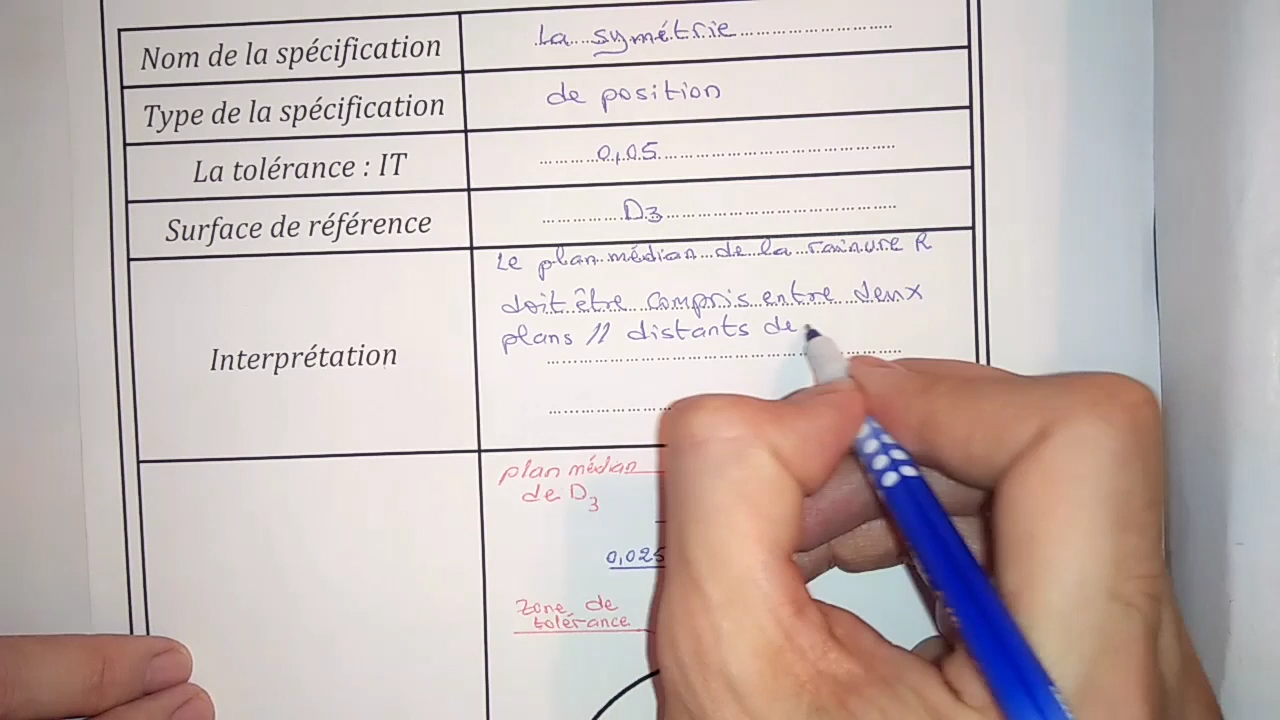 Nom de la spécification
La symétrie
Type de la spécification
de position
La tolérance : IT
0,05
Surface de référence
D3
Interprétation
Le plan médian de la rainure R
doit être compris entre deux
plans // distants de
plan médian
de D3
0,025
Zone de
tolérance